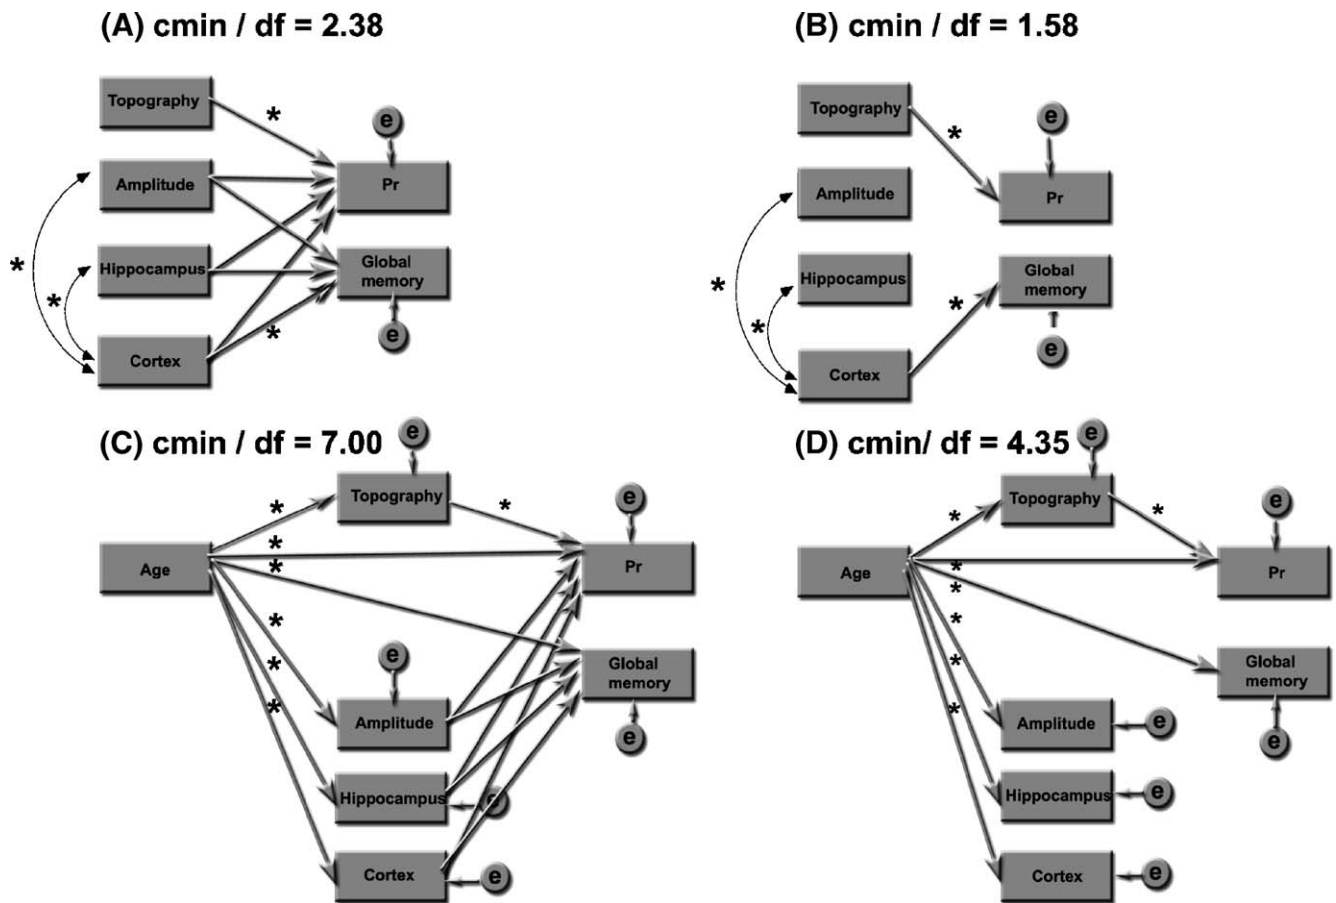 (A) cmin / df = 2.38
Topography
*
e
Amplitude
Pr
*
Hippocampus
Global
memory
*
*
Cortex
e
(B) cmin / df = 1.58
Topography
*
e
Amplitude
Pr
*
Hippocampus
Global
memory
*
*
Cortex
e
(C) cmin / df = 7.00
e
Topography
*
*
e
*
*
Age
Pr
*
e
*
Global
memory
*
Amplitude
e
Hippocampus
e
Cortex
e
(D) cmin/ df = 4.35
e
Topography
*
*
e
Age
*
Pr
*
*
*
Global
memory
*
Amplitude
e
e
Hippocampus
e
Cortex
e